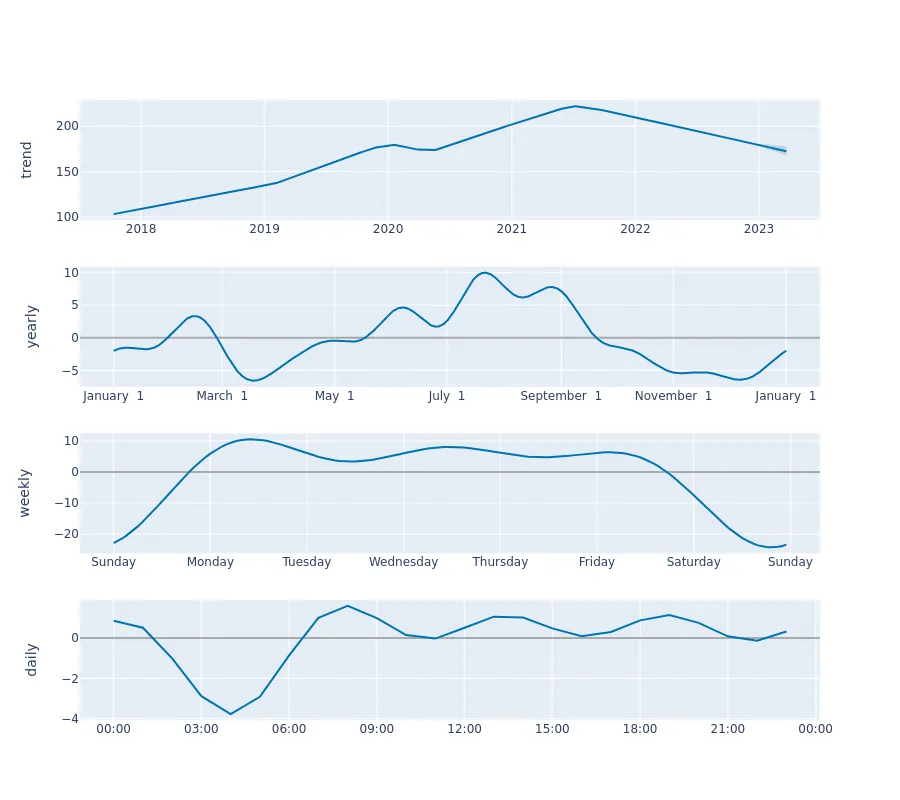 trend
200
150
100
2018 2019 2020 2021 2022 2023
yearly
10
5
0
−5
January 1 March 1 May 1 July 1 September 1 November 1 January 1
weekly
10
0
−10
−20
Sunday Monday Tuesday Wednesday Thursday Friday Saturday Sunday
daily
0
−2
−4
00:00 03:00 06:00 09:00 12:00 15:00 18:00 21:00 00:00